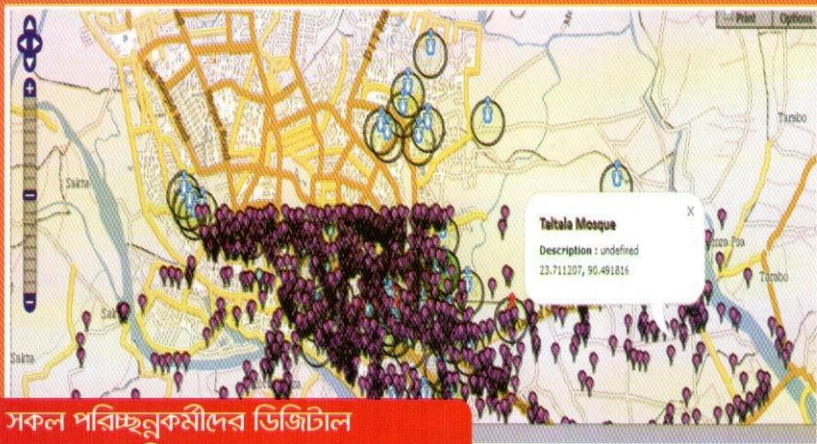 Print Options
Tarabo
Sakta
Taltala Mosque
X
Description : undefined
23.711207, 90.491816
Tarabo
Sakta
সকল পরিচ্ছন্নকর্মীদের ডিজিটাল